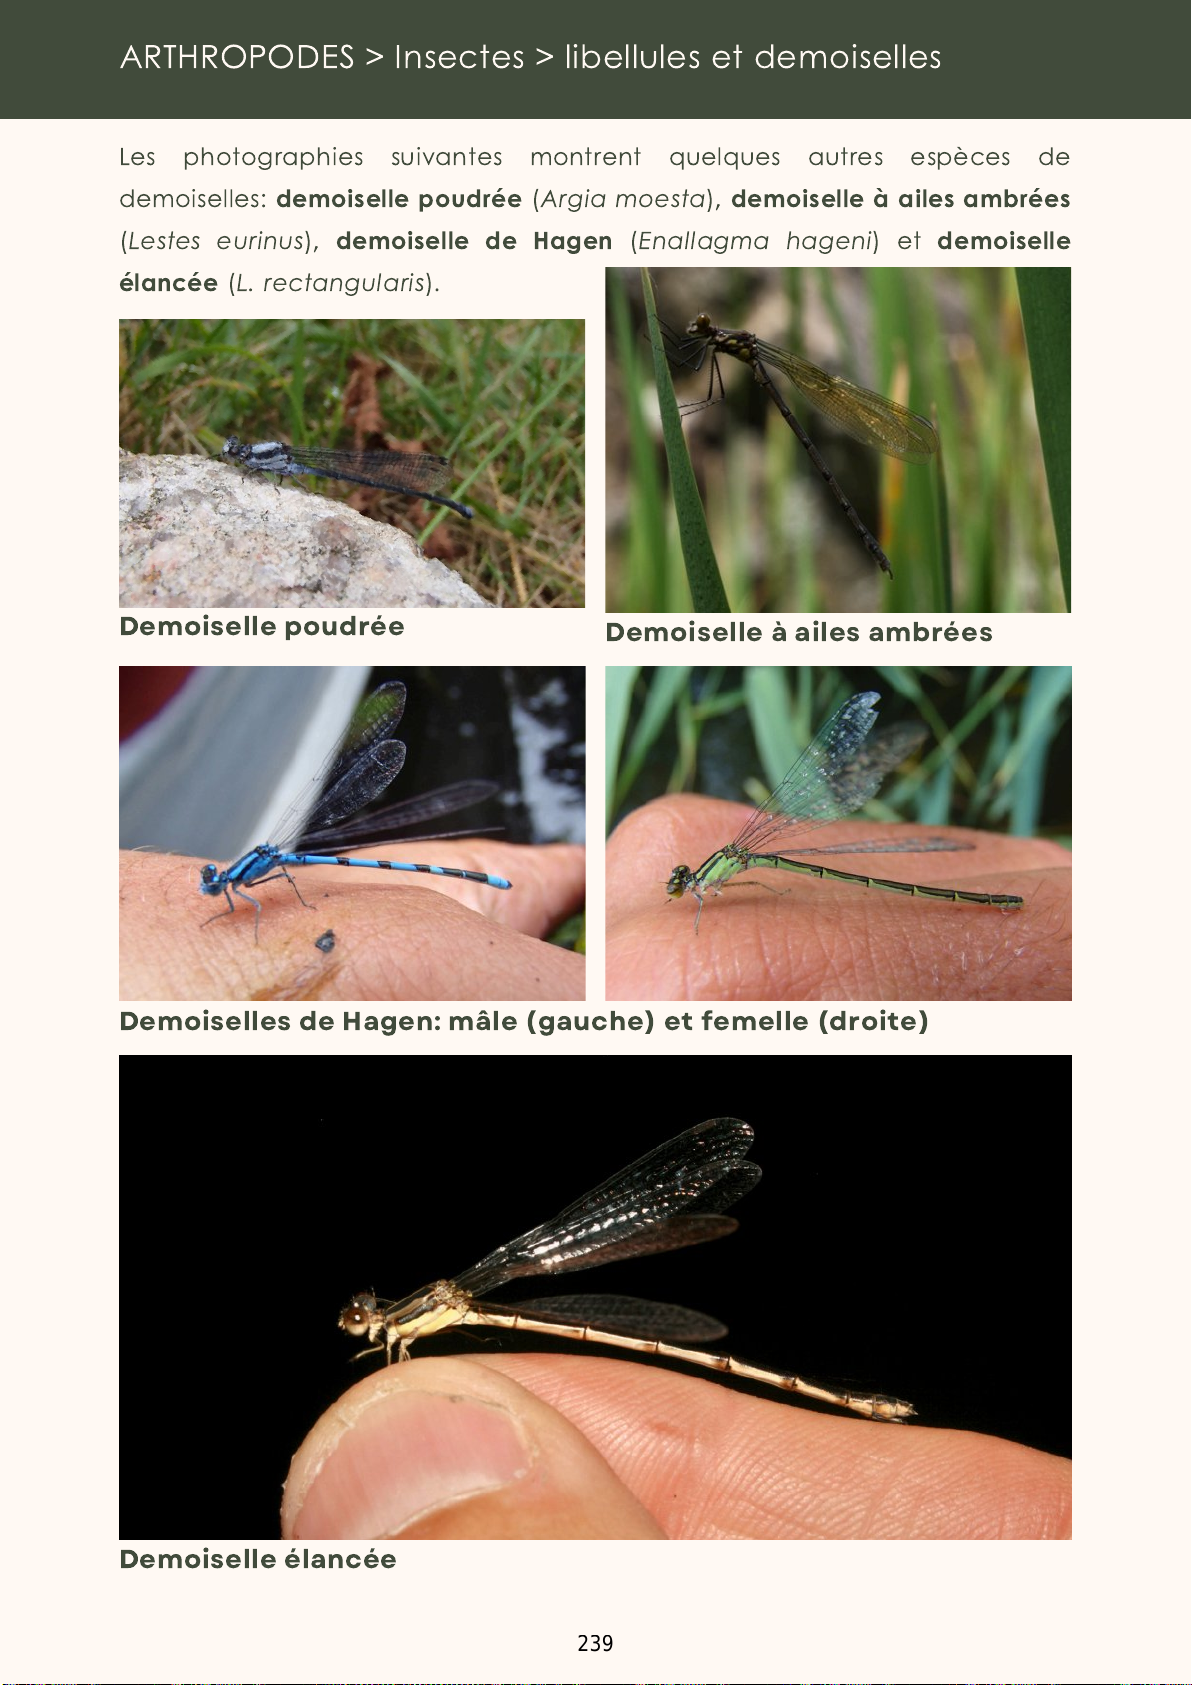 ARTHROPODES > Insectes > libellules et demoiselles
Les photographies suivantes montrent quelques autres espèces de
demoiselles: demoiselle poudrée (Argia moesta), demoiselle à ailes ambrées
(Lestes eurinus), demoiselle de Hagen (Enallagma hageni) et demoiselle
élancée (L. rectangularis).
Demoiselle poudrée
Demoiselle à ailes ambrées
Demoiselles de Hagen: mâle (gauche) et femelle (droite)
Demoiselle élancée
239